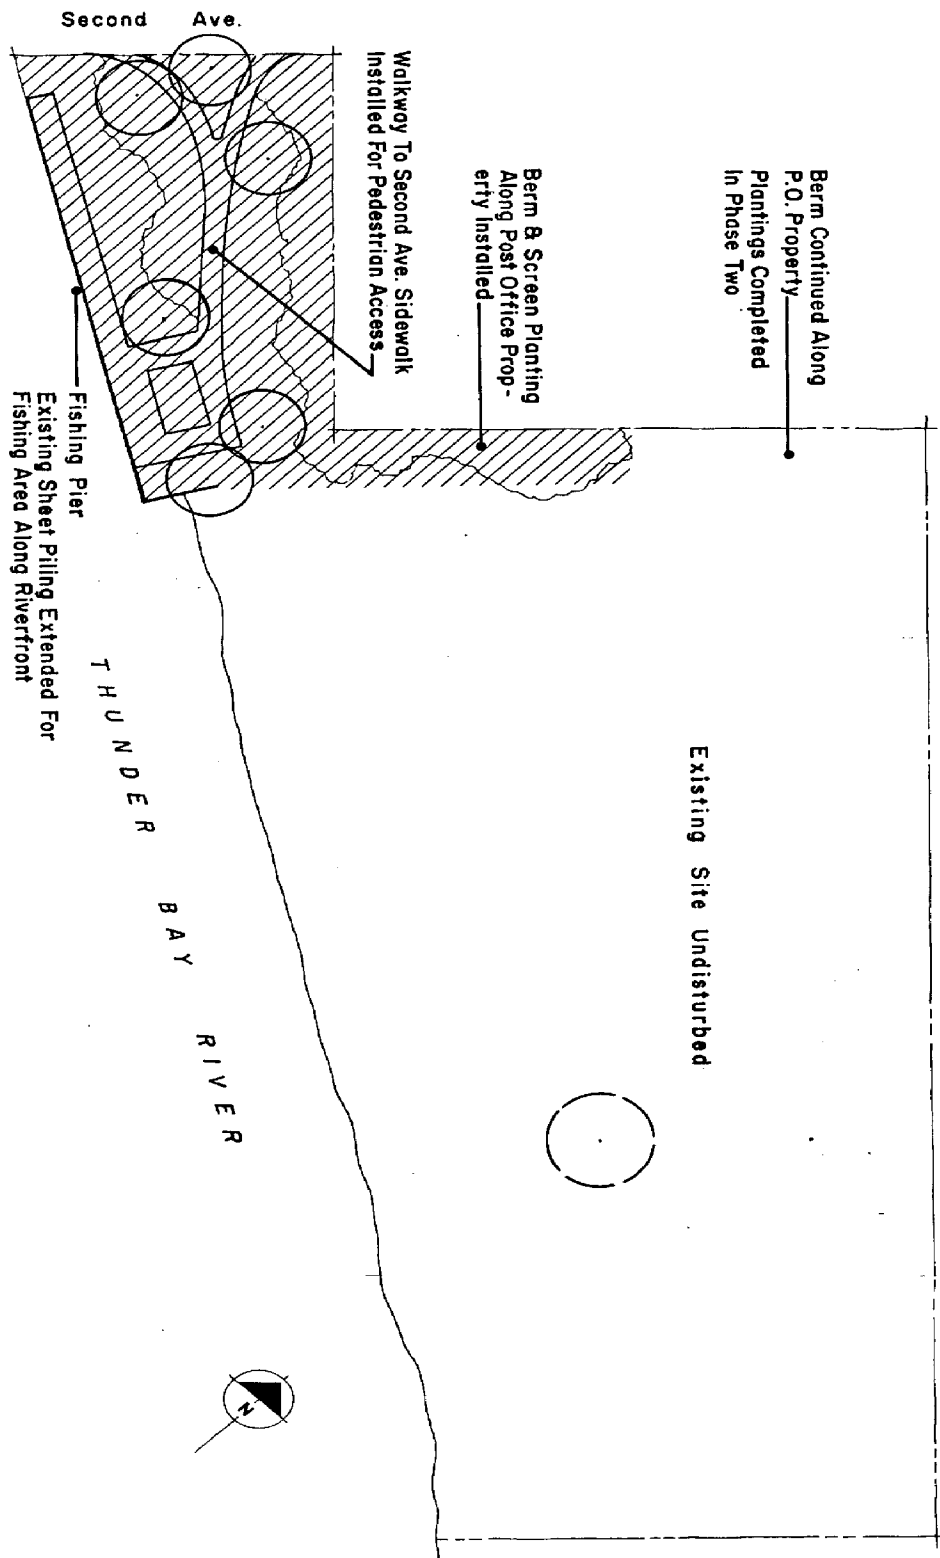 Second Ave.
Walkway To Second Ave. Sidewalk
Installed For Pedestrian Access
Berm & Screen Planting
Along Post Office Prop-
erty Installed
Berm Continued Along
P.O. Property
Plantings Completed
In Phase Two
Fishing Pier
Existing Sheet Piling Extended For
Fishing Area Along Riverfront
Existing Site Undisturbed
THUNDER BAY RIVER
N